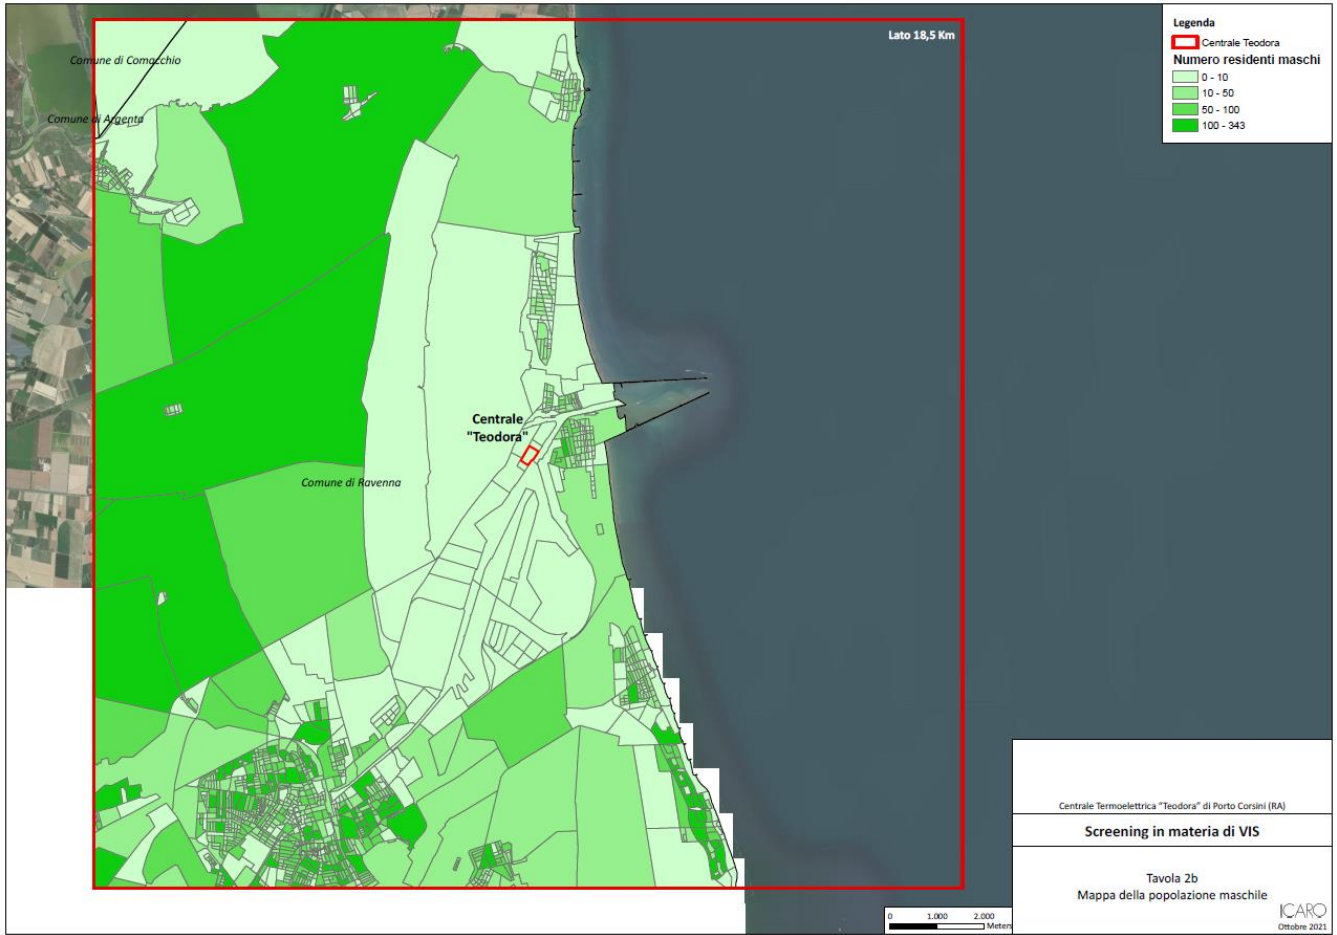 Lato 18,5 Km
Legenda
Centrale Teodora
Numero residenti maschi
0 - 10
10 - 50
50 - 100
100 - 343
Comune di Comacchio
Comune di Argenta
Centrale
"Teodora"
Comune di Ravenna
Centrale Termoelettrica "Teodora" di Porto Corsini (RA)
Screening in materia di VIS
Tavola 2b
Mappa della popolazione maschile
ICARO
Ottobre 2021
0 1.000 2.000
Meters